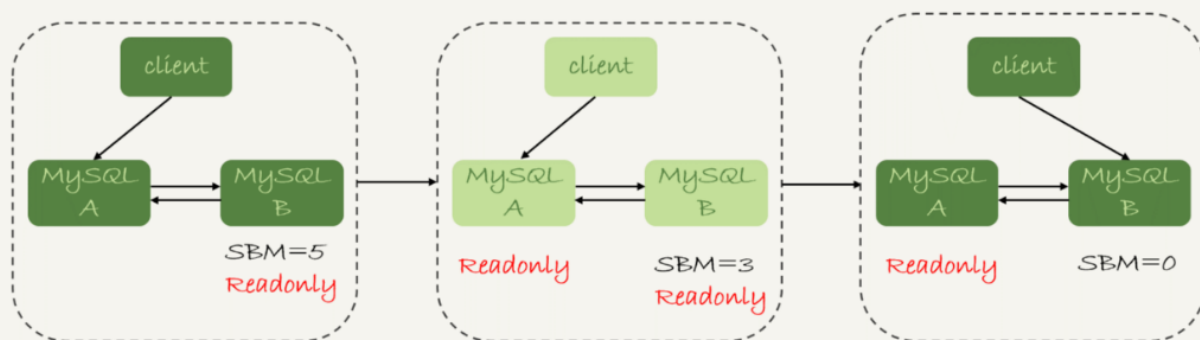 client
MySQL
A
MySQL
B
SBM=5
Readonly
client
MySQL
A
MySQL
B
Readonly
SBM=3
Readonly
client
MySQL
A
MySQL
B
Readonly
SBM=0